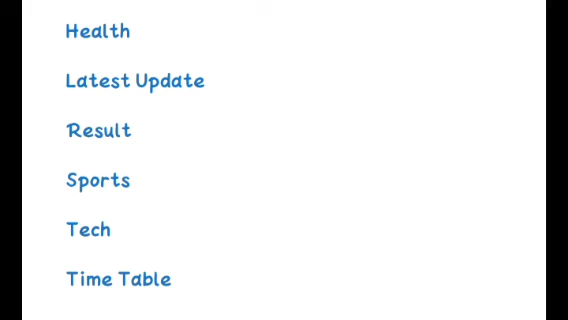 Health
Latest Update
Result
Sports
Tech
Time Table